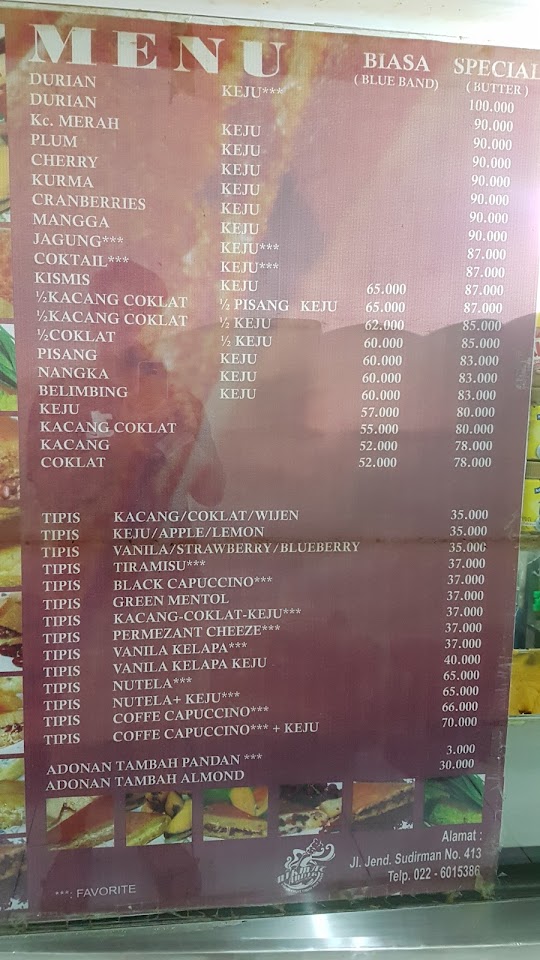 MENU BIASA SPECIAL
( BLUE BAND) ( BUTTER )
DURIAN KEJU*** 100.000
DURIAN 90.000
Kc. MERAH KEJU 90.000
PLUM KEJU 90.000
CHERRY KEJU 90.000
KURMA KEJU 90.000
CRANBERRIES KEJU 90.000
MANGGA KEJU 90.000
JAGUNG*** KEJU*** 87.000
COKTAIL*** KEJU*** 87.000
KISMIS KEJU 65.000 87.000
½KACANG COKLAT ½ PISANG KEJU 65.000 87.000
½KACANG COKLAT ½ KEJU 62.000 85.000
½COKLAT ½ KEJU 60.000 85.000
PISANG KEJU 60.000 83.000
NANGKA KEJU 60.000 83.000
BELIMBING KEJU 60.000 83.000
KEJU 57.000 80.000
KACANG COKLAT 55.000 80.000
KACANG 52.000 78.000
COKLAT 52.000 78.000
TIPIS KACANG/COKLAT/WIJEN 35.000
TIPIS KEJU/APPLE/LEMON 35.000
TIPIS VANILA/STRAWBERRY/BLUEBERRY 35.000
TIPIS TIRAMISU*** 37.000
TIPIS BLACK CAPUCCINO*** 37.000
TIPIS GREEN MENTOL 37.000
TIPIS KACANG-COKLAT-KEJU*** 37.000
TIPIS PERMEZANT CHEEZE*** 37.000
TIPIS VANILA KELAPA*** 37.000
TIPIS VANILA KELAPA KEJU 40.000
TIPIS NUTELA*** 65.000
TIPIS NUTELA+ KEJU*** 65.000
TIPIS COFFE CAPUCCINO*** 66.000
TIPIS COFFE CAPUCCINO*** + KEJU 70.000
ADONAN TAMBAH PANDAN *** 3.000
ADONAN TAMBAH ALMOND 30.000
Alamat :
Jl. Jend. Sudirman No. 413
Telp. 022 - 6015386
***: FAVORITE